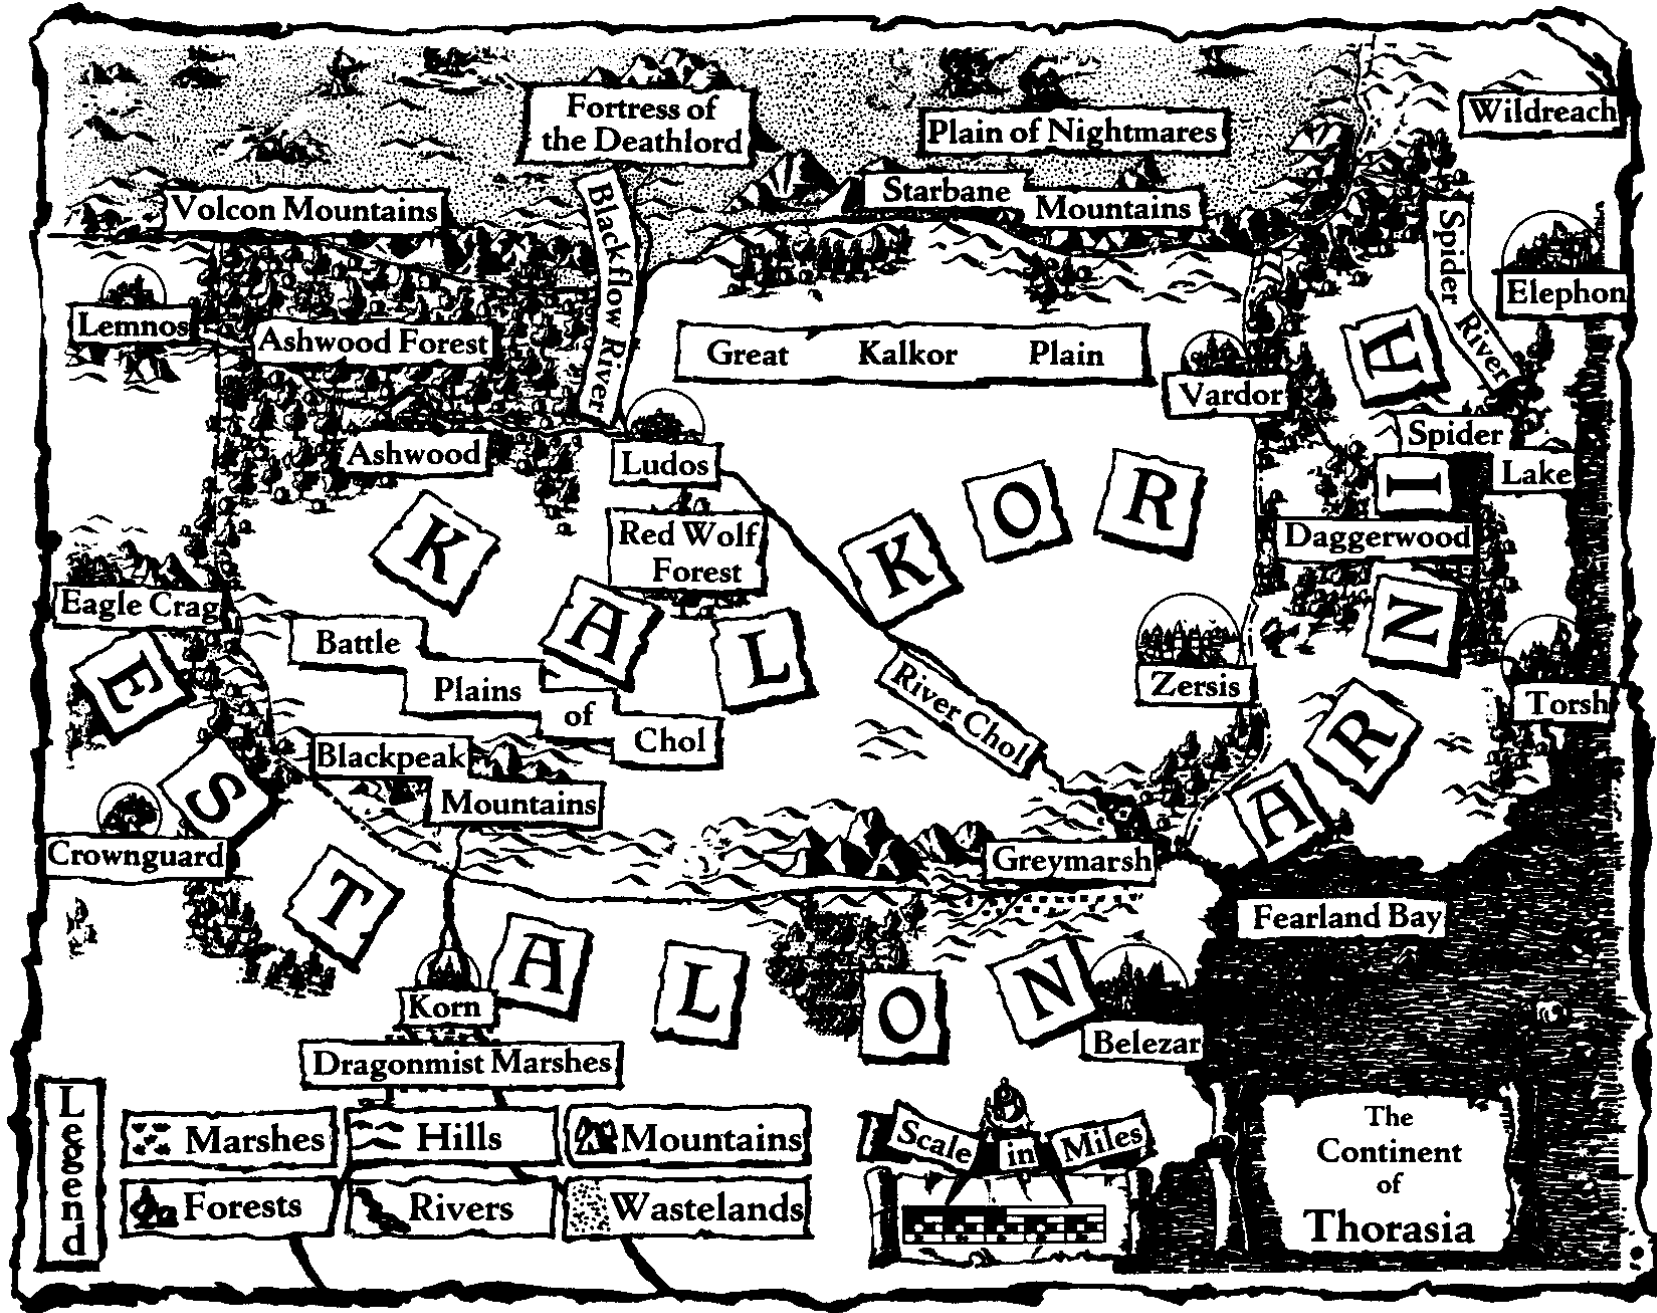 Fortress of
the Deathlord
Plain of Nightmares
Wildreach
Volcon Mountains
Starbane
Mountains
Blackflow River
Spider
River
Elephon
Lemnos
Ashwood Forest
Great Kalkor Plain
Vardor
H
Ashwood
Ludos
Spider
Lake
I
K
A
L
K
O
R
Red Wolf
Forest
Daggerwood
N
Eagle Crag
Battle
Plains
of
Chol
River Chol
Zersis
Torsh
R
A
E
S
T
A
L
O
N
Blackpeak
Mountains
Crownguard
Greymarsh
Fearland Bay
Korn
Belezar
Dragonmist Marshes
Legend
Marshes
Hills
Mountains
Forests
Rivers
Wastelands
Scale in Miles
The
Continent
of
Thorasia